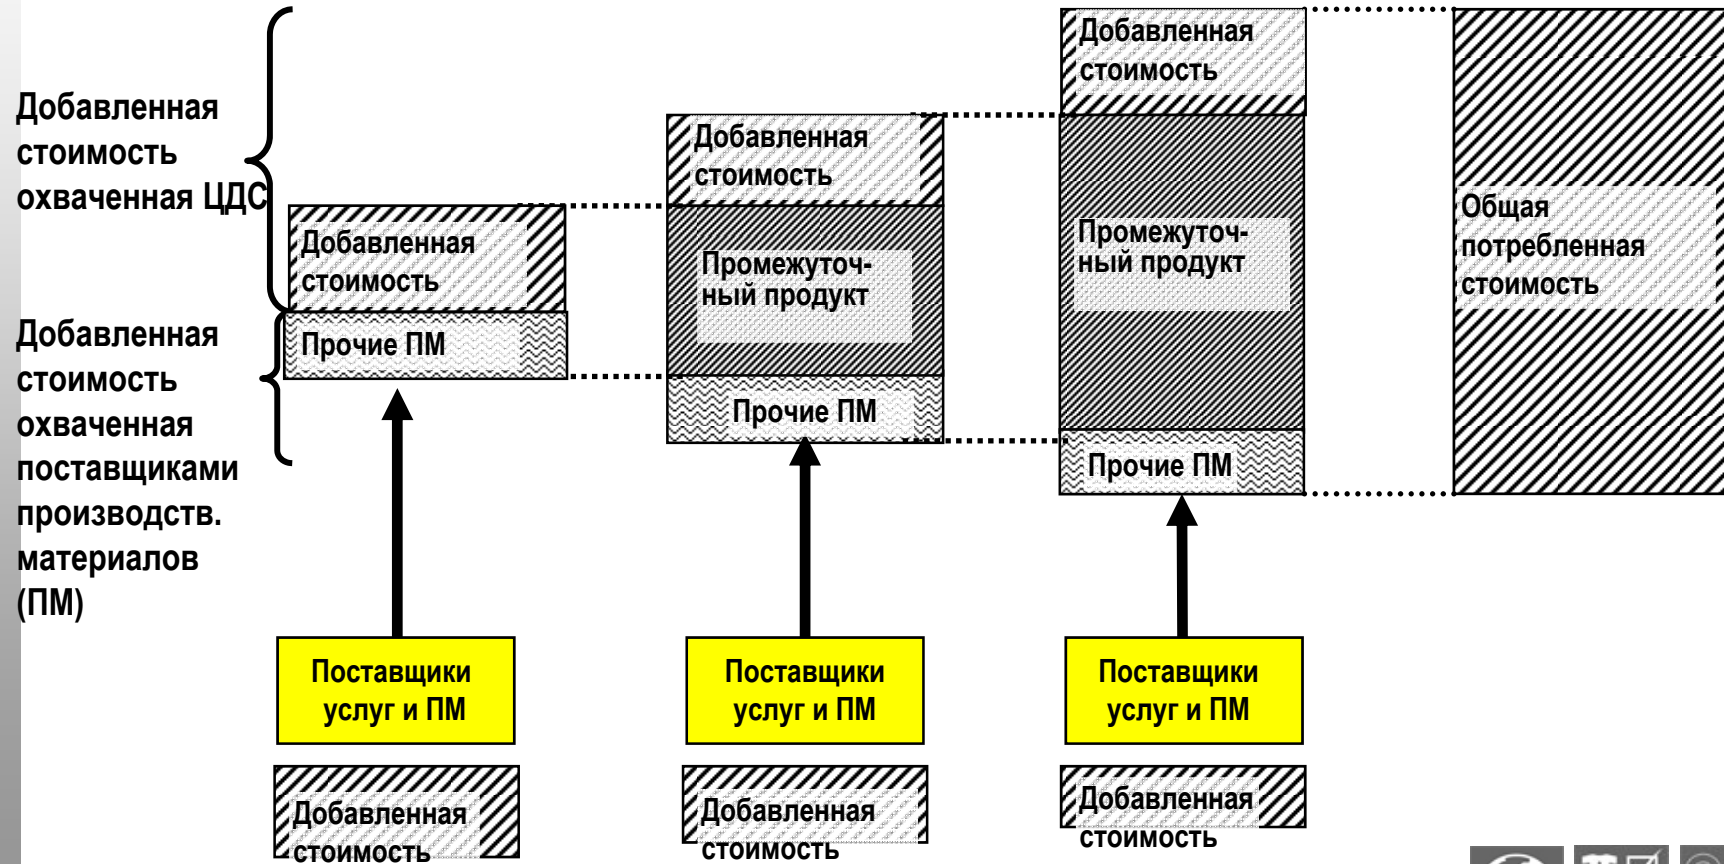 Добавленная
стоимость
охваченная ЦДС
Добавленная
стоимость
охваченная
поставщиками
производств.
материалов
(ПМ)
Добавленная
стоимость
Прочие ПМ
Поставщики
услуг и ПМ
Добавленная
стоимость
Добавленная
стоимость
Промежуточ-
ный продукт
Прочие ПМ
Поставщики
услуг и ПМ
Добавленная
стоимость
Добавленная
стоимость
Промежуточ-
ный продукт
Прочие ПМ
Поставщики
услуг и ПМ
Добавленная
стоимость
Общая
потребленная
стоимость